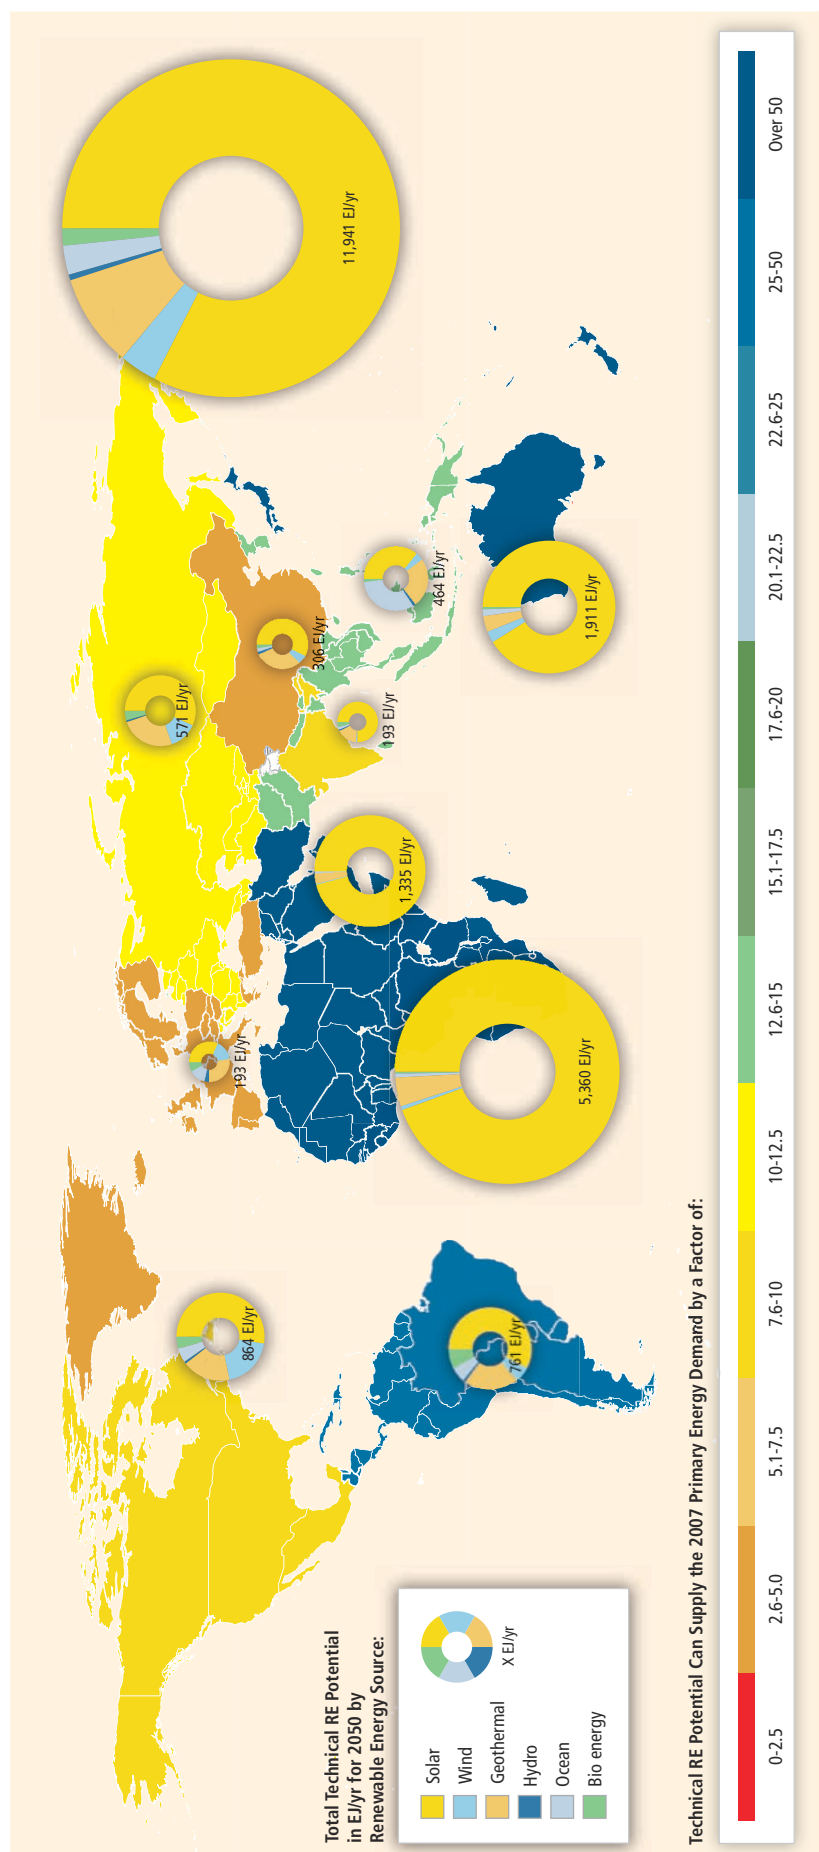 11,941 EJ/yr
571 EJ/yr
306 EJ/yr
464 EJ/yr
1,911 EJ/yr
193 EJ/yr
1,335 EJ/yr
193 EJ/yr
5,360 EJ/yr
864 EJ/yr
761 EJ/yr
Total Technical RE Potential
in EJ/yr for 2050 by
Renewable Energy Source:
Solar
Wind
Geothermal
Hydro
Ocean
Bio energy
X EJ/yr
Technical RE Potential Can Supply the 2007 Primary Energy Demand by a Factor of:
0-2.5
2.6-5.0
5.1-7.5
7.6-10
10-12.5
12.6-15
15.1-17.5
17.6-20
20.1-22.5
22.6-25
25-50
Over 50